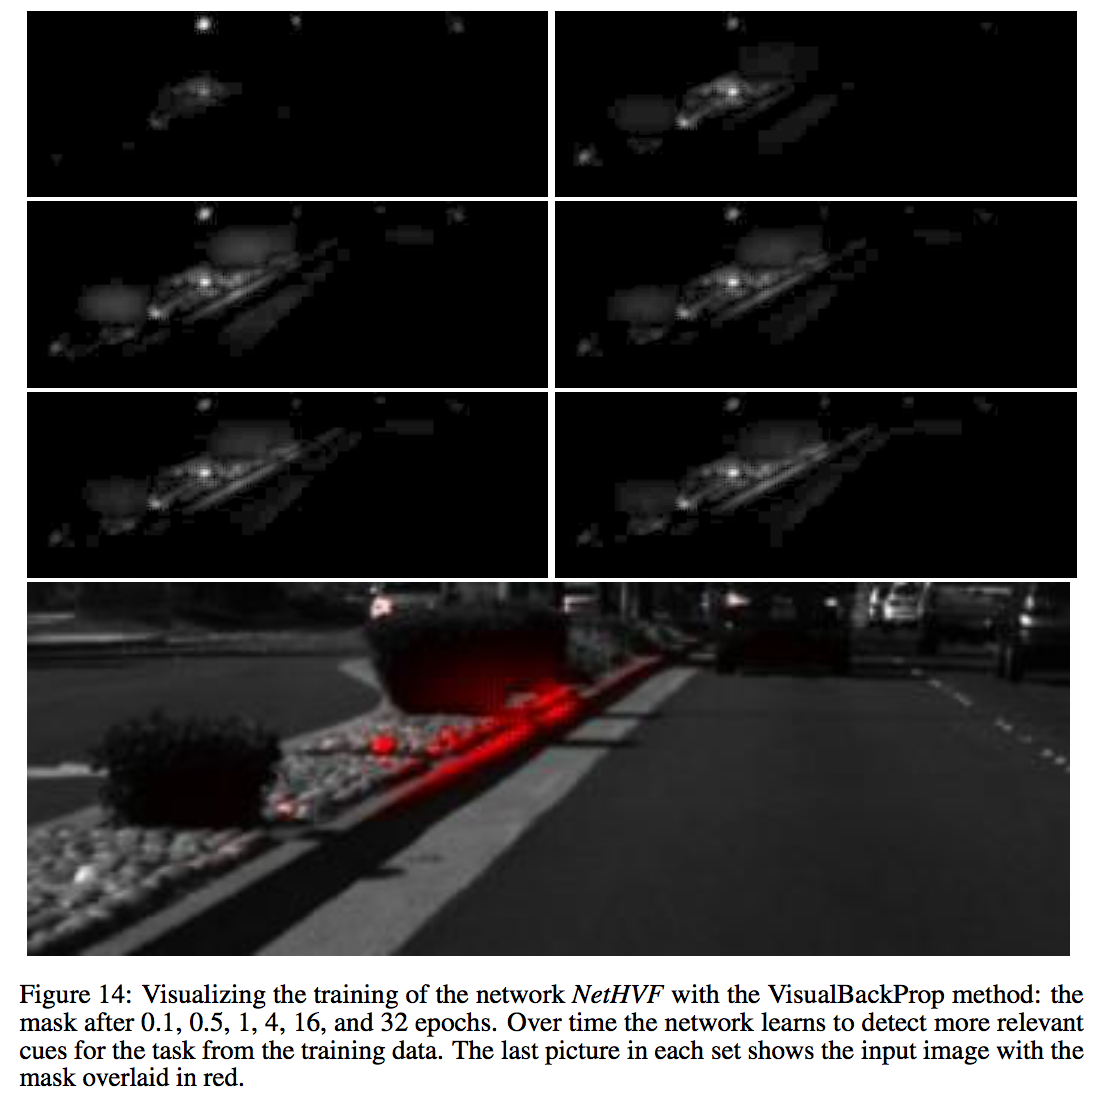 Figure 14: Visualizing the training of the network NetHVF with the VisualBackProp method: the
mask after 0.1, 0.5, 1, 4, 16, and 32 epochs. Over time the network learns to detect more relevant
cues for the task from the training data. The last picture in each set shows the input image with the
mask overlaid in red.